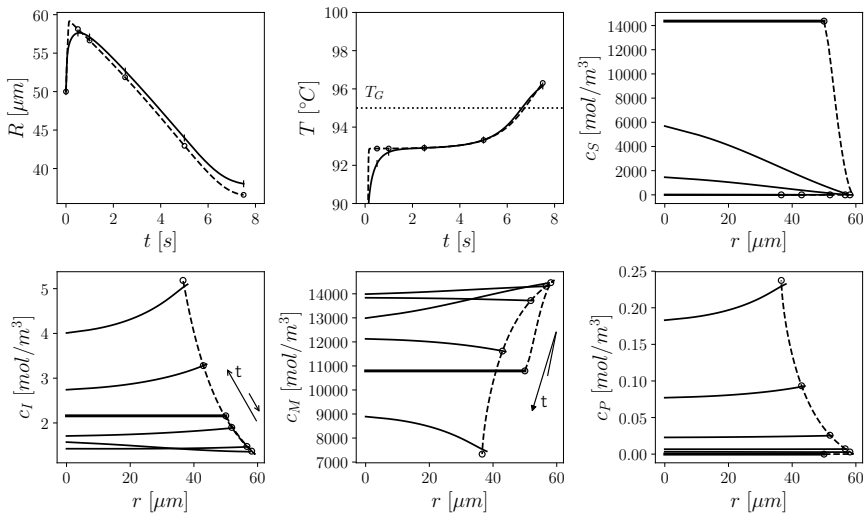 60
55
50
45
40
R [μm]
0 2 4 6 8
t [s]
100
98
96
94
92
90
T [°C]
T_G
0 2 4 6 8
t [s]
14000
12000
10000
8000
6000
4000
2000
0
c_S [mol/m^3]
0 20 40 60
r [μm]
5
4
3
2
c_I [mol/m^3]
t
0 20 40 60
r [μm]
14000
13000
12000
11000
10000
9000
8000
7000
c_M [mol/m^3]
t
0 20 40 60
r [μm]
0.25
0.20
0.15
0.10
0.05
0.00
c_P [mol/m^3]
0 20 40 60
r [μm]